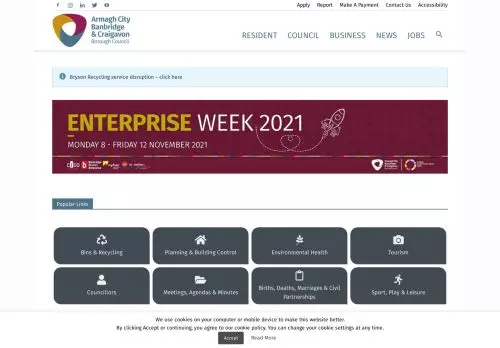 Apply Report Make A Payment Contact Us Accessibility
Armagh City
Banbridge
& Craigavon
Borough Council
RESIDENT COUNCIL BUSINESS NEWS JOBS
Bryson Recycling service disruption – click here
ENTERPRISE WEEK 2021
MONDAY 8 - FRIDAY 12 NOVEMBER 2021
Popular Links
Bins & Recycling
Planning & Building Control
Environmental Health
Tourism
Councillors
Meetings, Agendas & Minutes
Births, Deaths, Marriages & Civil
Partnerships
Sport, Play & Leisure
We use cookies on your computer or mobile device to make this website better.
By clicking Accept or continuing, you agree to our cookie policy. You can change your cookie settings at any time.
Accept Read More